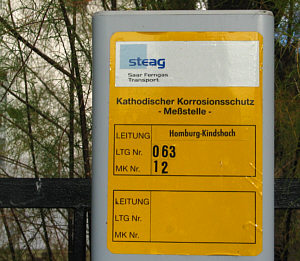 steag
Saar Ferngas
Transport
Kathodischer Korrosionsschutz
- Meßstelle -
LEITUNG Homburg-Kindsbach
LTG Nr. 063
MK Nr. 12
LEITUNG
LTG Nr.
MK Nr.